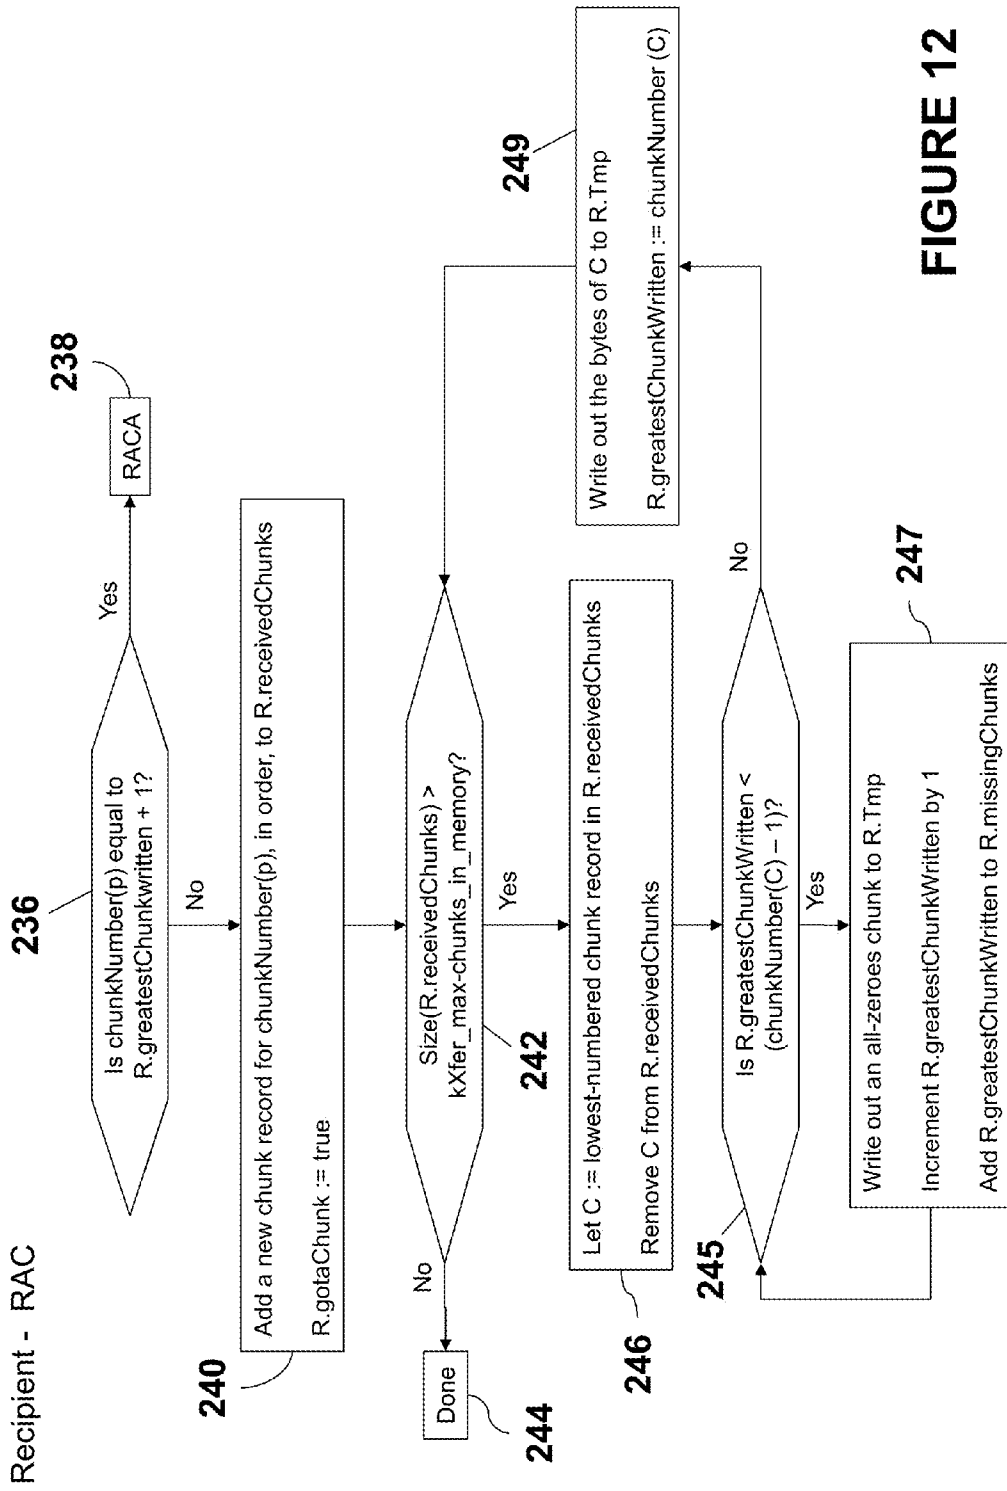 Recipient - RAC
236
Is chunkNumber(p) equal to
R.greatestChunkwritten + 1?
Yes
RACA
238
No
240
Add a new chunk record for chunkNumber(p), in order, to R.receivedChunks
R.gotaChunk := true
Size(R.receivedChunks) >
kXfer_max-chunks_in_memory?
242
No
Done
244
Yes
246
Let C := lowest-numbered chunk record in R.receivedChunks
Remove C from R.receivedChunks
245
Is R.greatestChunkWritten <
(chunkNumber(C) – 1)?
No
249
Write out the bytes of C to R.Tmp
R.greatestChunkWritten := chunkNumber (C)
Yes
247
Write out an all-zeroes chunk to R.Tmp
Increment R.greatestChunkWritten by 1
Add R.greatestChunkWritten to R.missingChunks
FIGURE 12